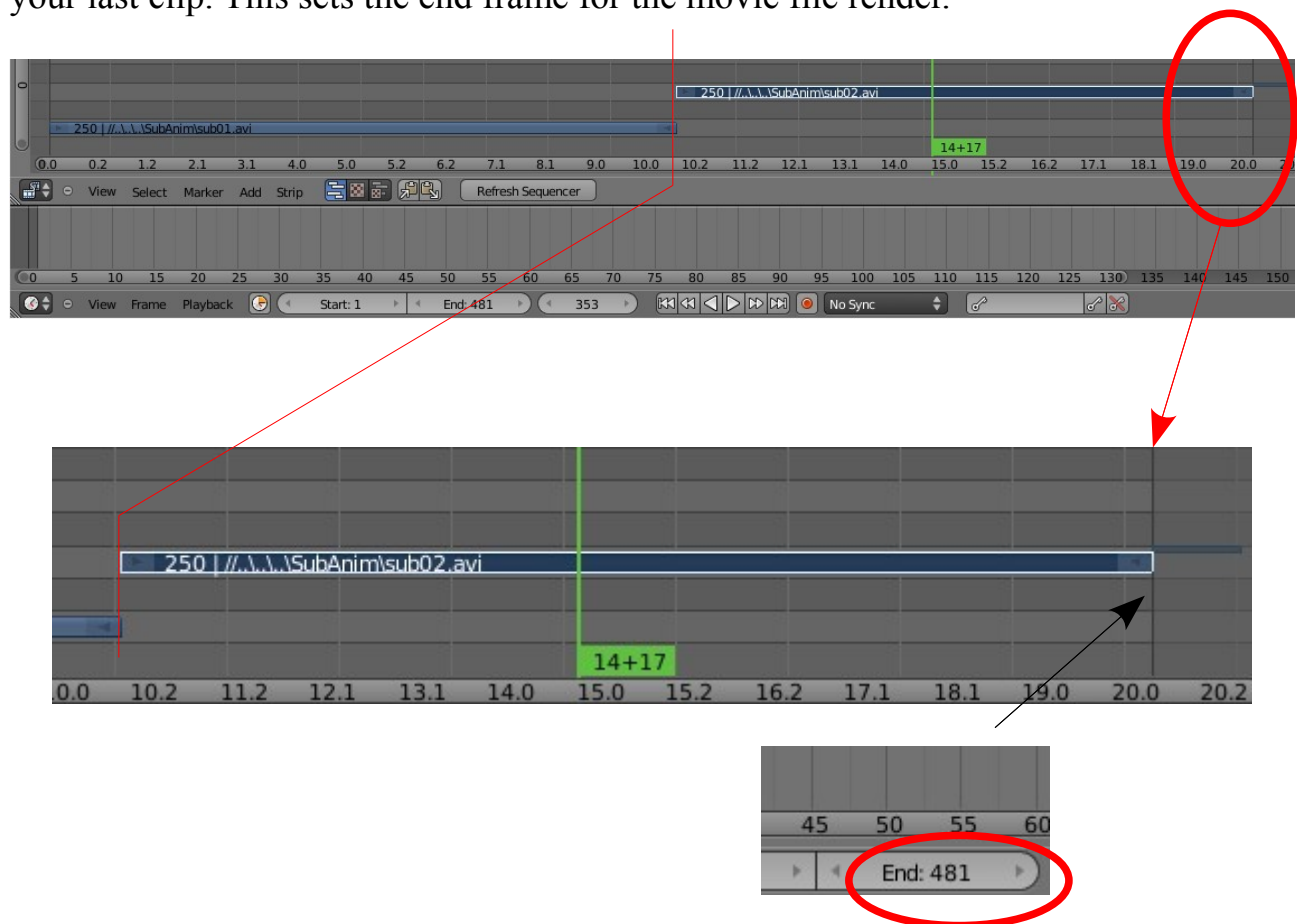 your last clip. This sets the end frame for the movie file render.
250 | //..\..\..\SubAnim\sub02.avi
250 | //..\..\..\SubAnim\sub01.avi
14+17
0.0 0.2 1.2 2.1 3.1 4.0 5.0 5.2 6.2 7.1 8.1 9.0 10.0 10.2 11.2 12.1 13.1 14.0 15.0 15.2 16.2 17.1 18.1 19.0 20.0
View Select Marker Add Strip Refresh Sequencer
0 5 10 15 20 25 30 35 40 45 50 55 60 65 70 75 80 85 90 95 100 105 110 115 120 125 130 135 140 145 150
View Frame Playback Start: 1 End: 481 353 No Sync
250 | //..\..\..\SubAnim\sub02.avi
14+17
0.0 10.2 11.2 12.1 13.1 14.0 15.0 15.2 16.2 17.1 18.1 19.0 20.0 20.2
45 50 55 60
End: 481